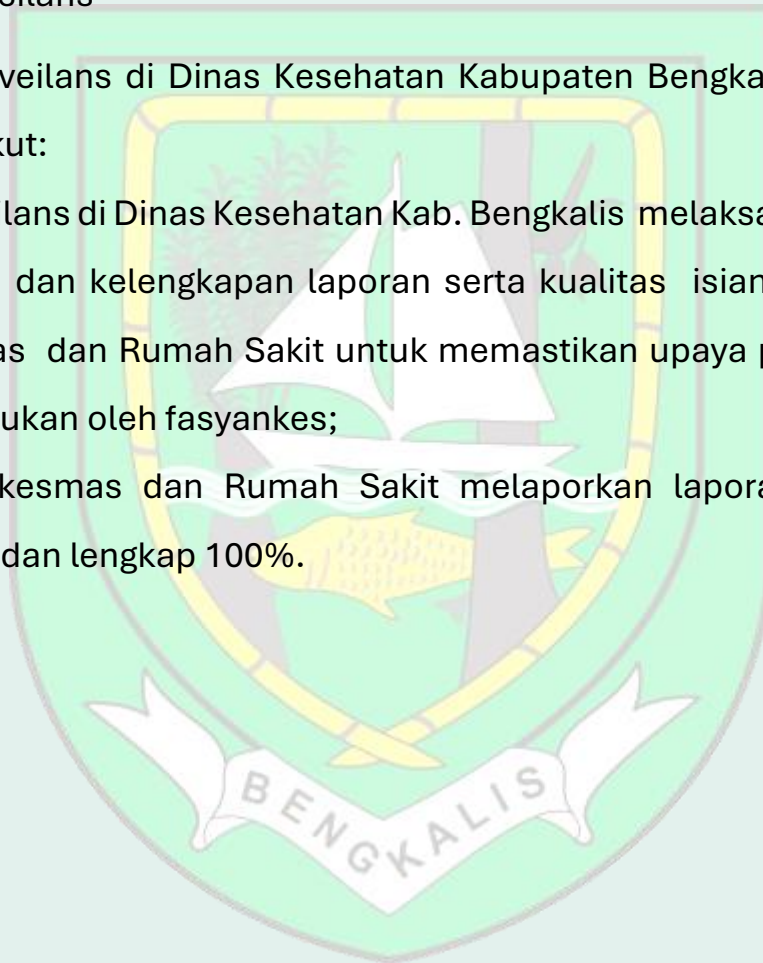 veilans di Dinas Kesehatan Kabupaten Bengka
kut:
lans di Dinas Kesehatan Kab. Bengkalis melaksa
dan kelengkapan laporan serta kualitas isian
as dan Rumah Sakit untuk memastikan upaya p
ukan oleh fasyankes;
kesmas dan Rumah Sakit melaporkan lapora
dan lengkap 100%.
BENGKALIS